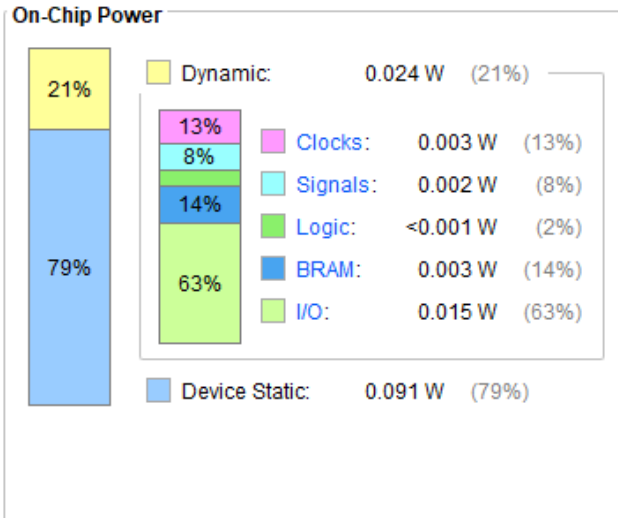 On-Chip Power
21%
79%
Dynamic: 0.024 W (21%)
13%
8%
14%
63%
Clocks: 0.003 W (13%)
Signals: 0.002 W (8%)
Logic: <0.001 W (2%)
BRAM: 0.003 W (14%)
I/O: 0.015 W (63%)
Device Static: 0.091 W (79%)